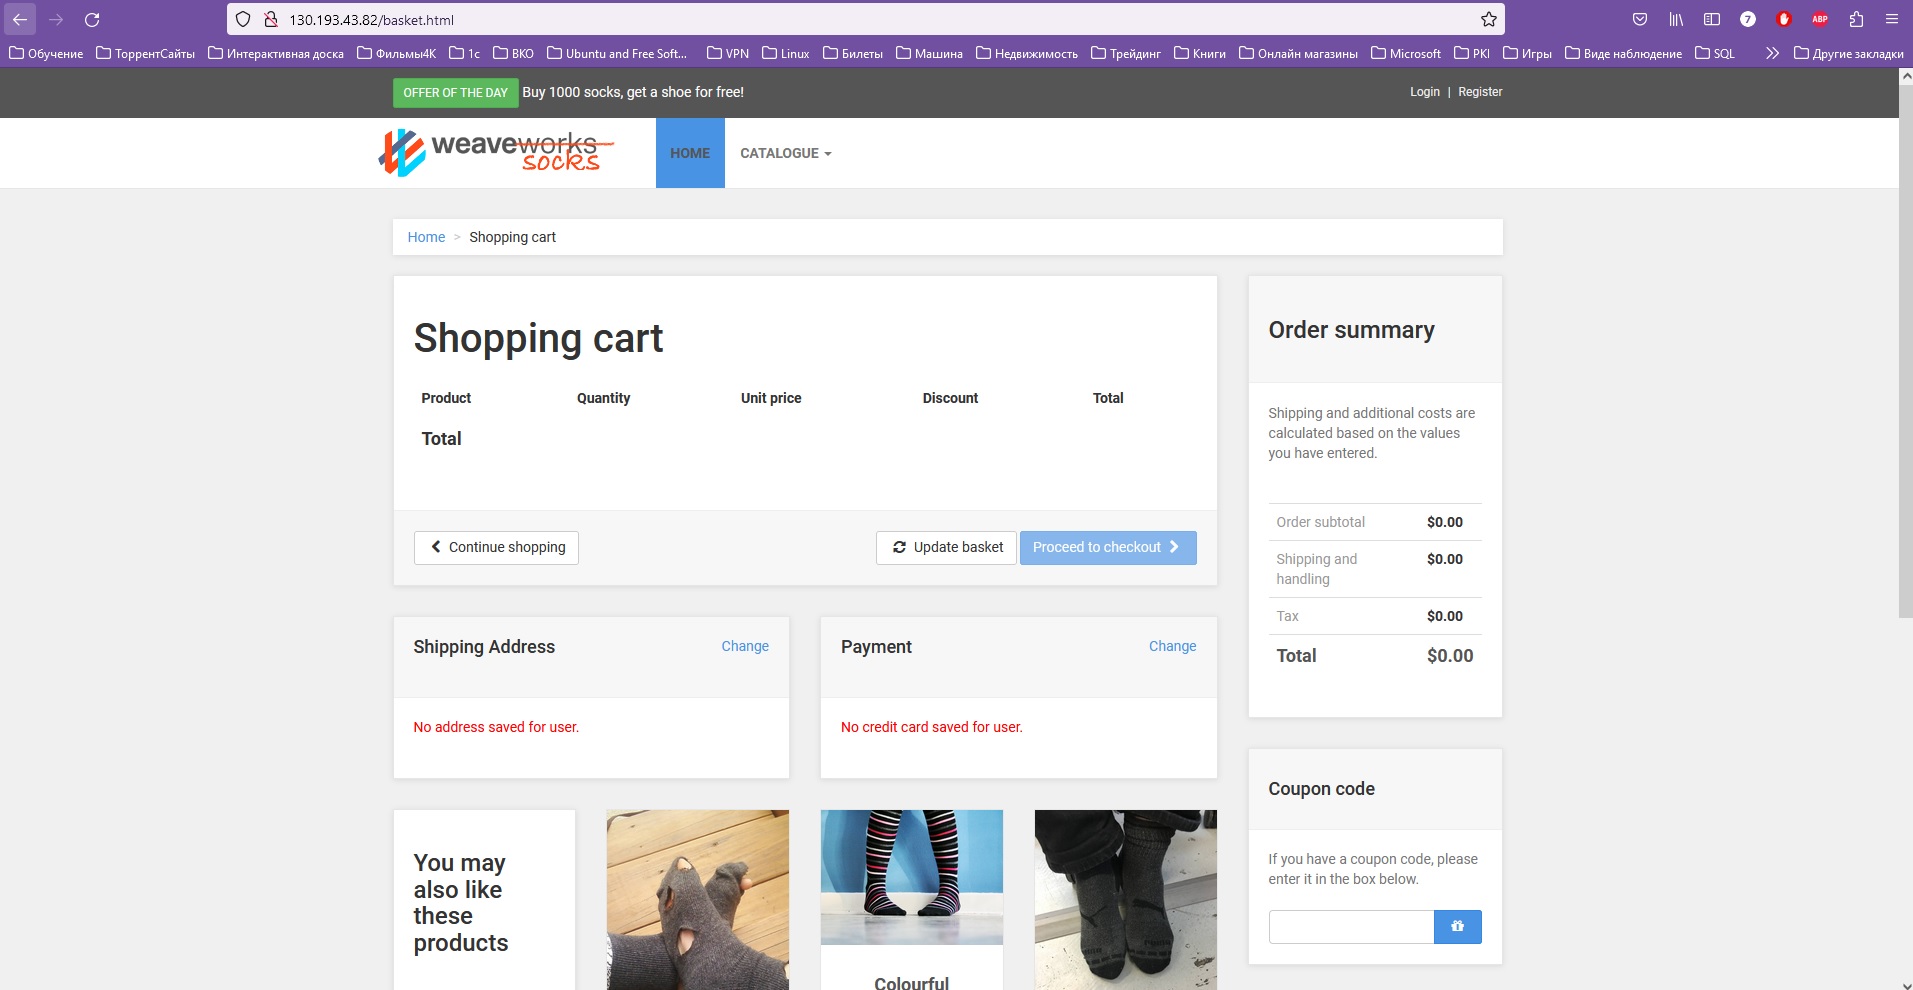 130.193.43.82/basket.html
7
ABP
Обучение
ТоррентСайты
Интерактивная доска
Фильмы4K
1c
BKO
Ubuntu and Free Soft...
VPN
Linux
Билеты
Машина
Недвижимость
Трейдинг
Книги
Онлайн магазины
Microsoft
PKI
Игры
Виде наблюдение
SQL
Другие закладки
OFFER OF THE DAY Buy 1000 socks, get a shoe for free!
Login | Register
weaveworks
socks
HOME
CATALOGUE
Home > Shopping cart
Shopping cart
Product Quantity Unit price Discount Total
Total
Continue shopping
Update basket
Proceed to checkout
Order summary
Shipping and additional costs are
calculated based on the values
you have entered.
Order subtotal $0.00
Shipping and $0.00
handling
Tax $0.00
Total $0.00
Shipping Address Change
No address saved for user.
Payment Change
No credit card saved for user.
Coupon code
If you have a coupon code, please
enter it in the box below.
You may
also like
these
products
Colourful